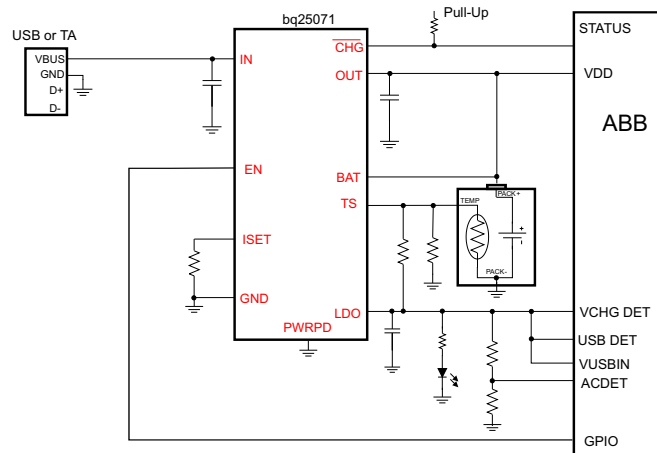 bq25071
Pull-Up
USB or TA
VBUS
GND
D+
D-
IN
EN
ISET
GND
PWRPD
CHG
OUT
BAT
TS
LDO
TEMP
PACK+
+
-
PACK-
STATUS
VDD
ABB
VCHG DET
USB DET
VUSBIN
ACDET
GPIO